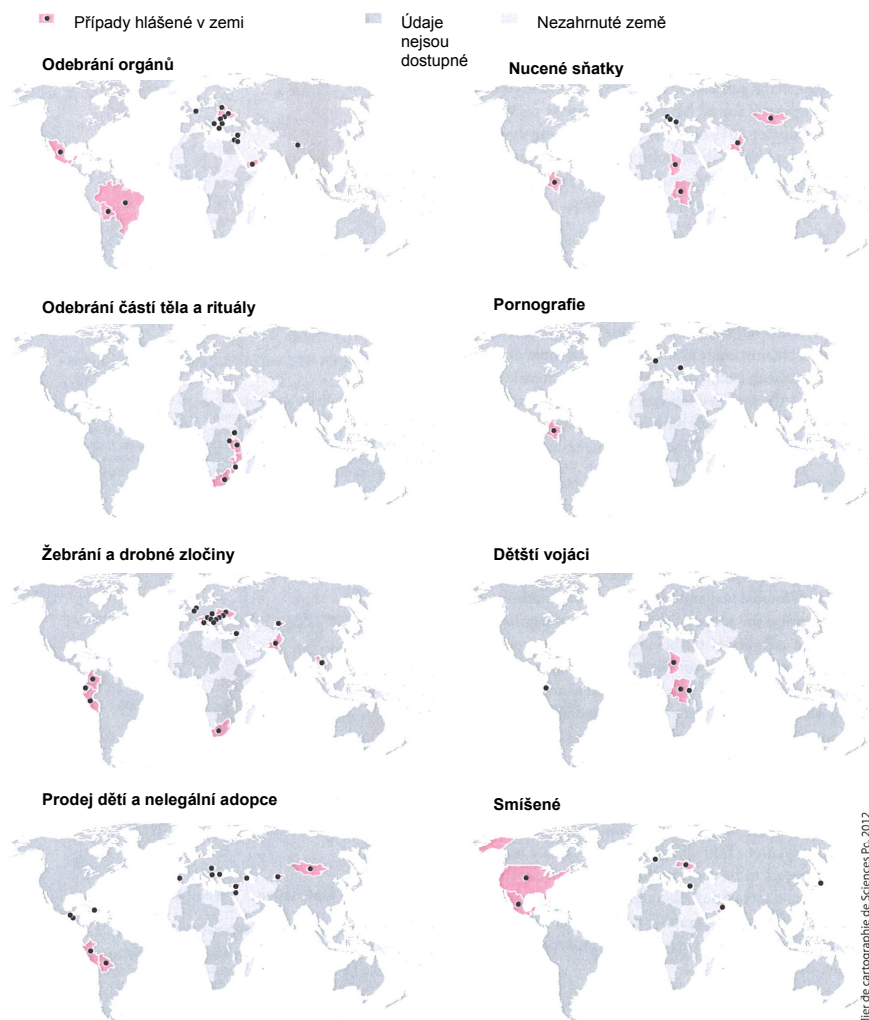 Případy hlášené v zemi
Údaje
nejsou
dostupné
Nezahrnuté země
Odebrání orgánů
Nucené sňatky
Odebrání částí těla a rituály
Pornografie
Žebrání a drobné zločiny
Dětští vojáci
Prodej dětí a nelegální adopce
Smíšené
lier de cartographie de Sciences Po, 2012